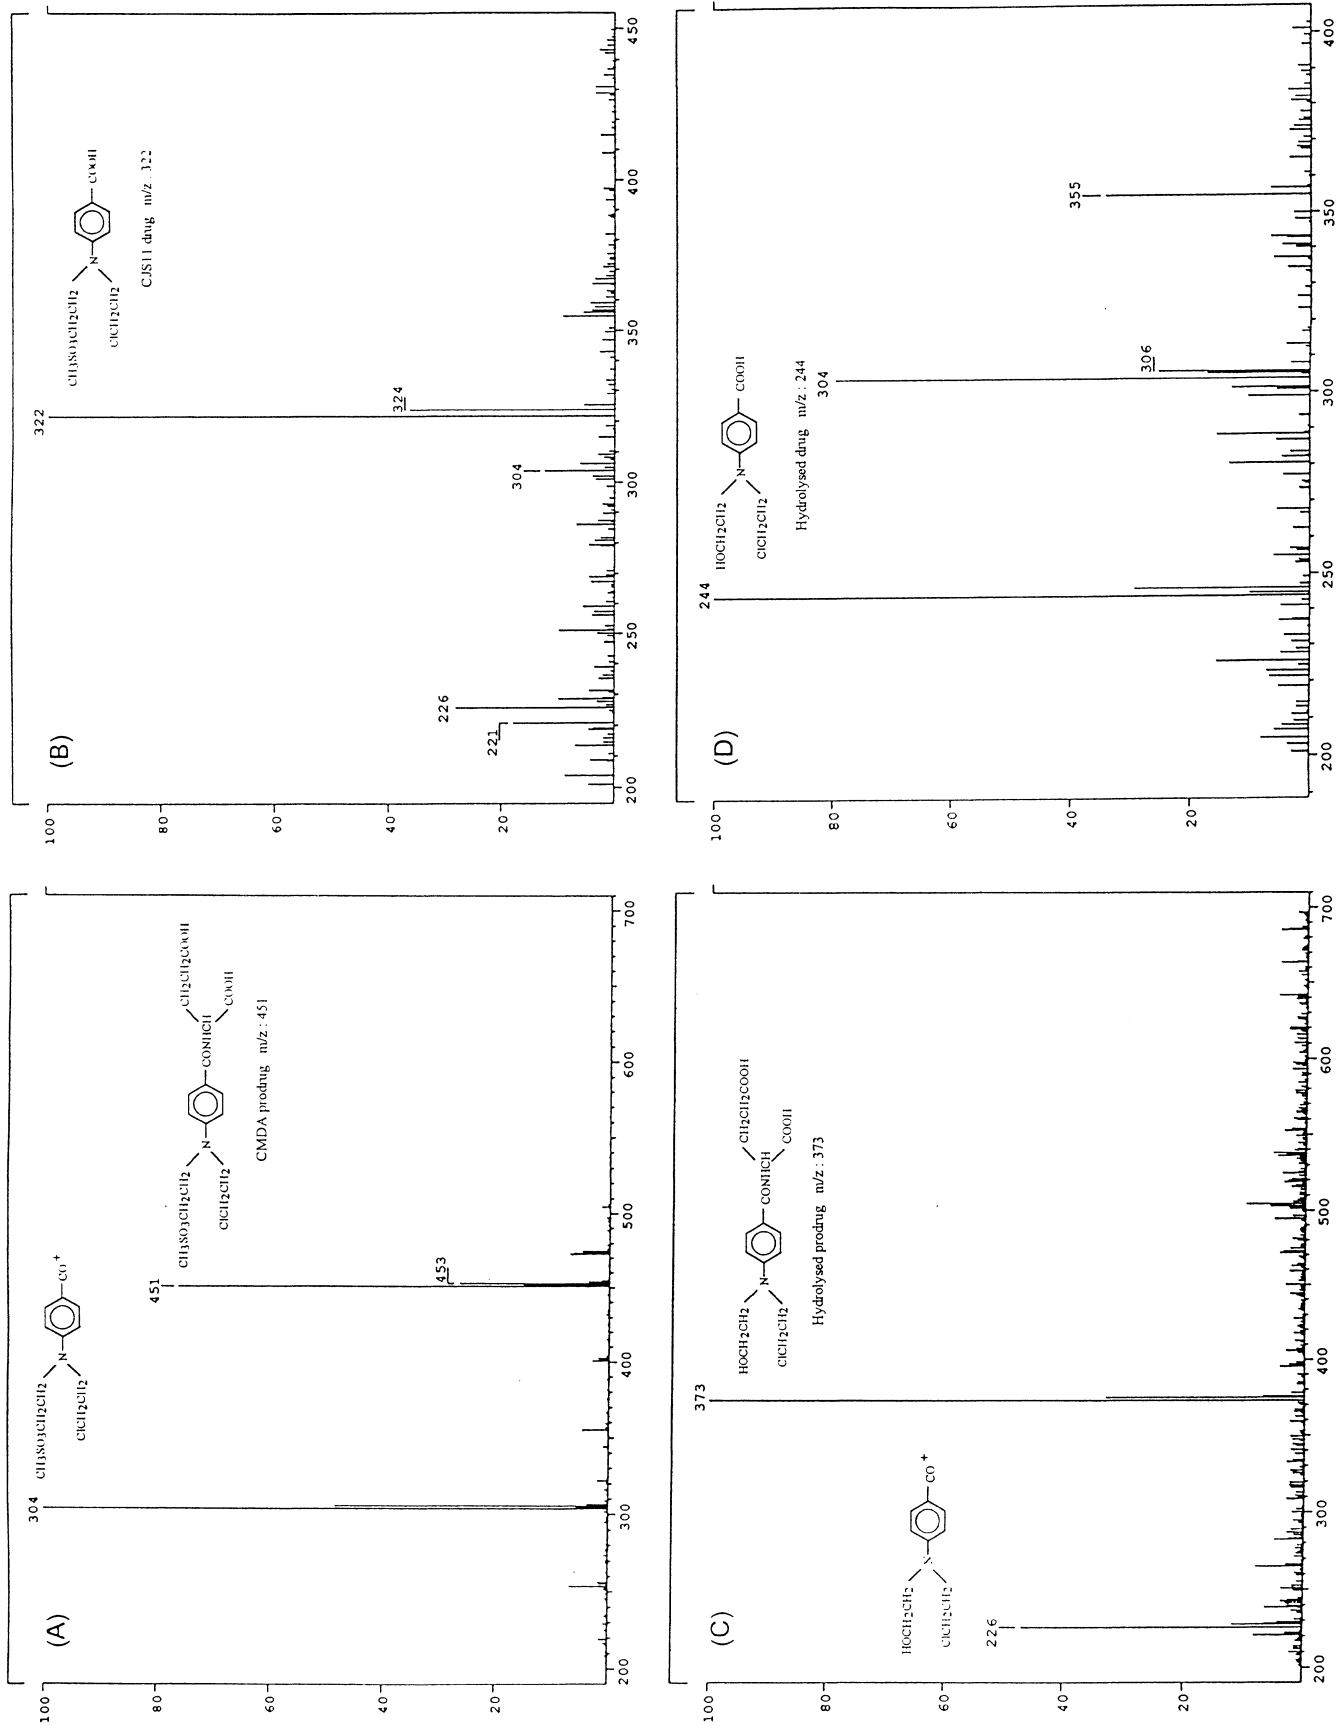 (A)
304
451
453
CH3SO3CH2CH2
ClCH2CH2
N
CO
+
CH3SO3CH2CH2
ClCH2CH2
N
CONHCH
CH2CH2COOH
COOH
CMDA prodrug m/z : 451
100
80
60
40
20
200
300
400
500
600
700
(B)
322
324
304
226
221
CH3SO3CH2CH2
ClCH2CH2
N
COOH
CJS11 drug m/z : 322
100
80
60
40
20
200
250
300
350
400
450
(C)
373
226
HOCH2CH2
ClCH2CH2
N
CO
+
HOCH2CH2
ClCH2CH2
N
CONHCH
CH2CH2COOH
COOH
Hydrolysed prodrug m/z : 373
100
80
60
40
20
200
300
400
500
600
700
(D)
244
304
306
355
HOCH2CH2
ClCH2CH2
N
COOH
Hydrolysed drug m/z : 244
100
80
60
40
20
200
250
300
350
400